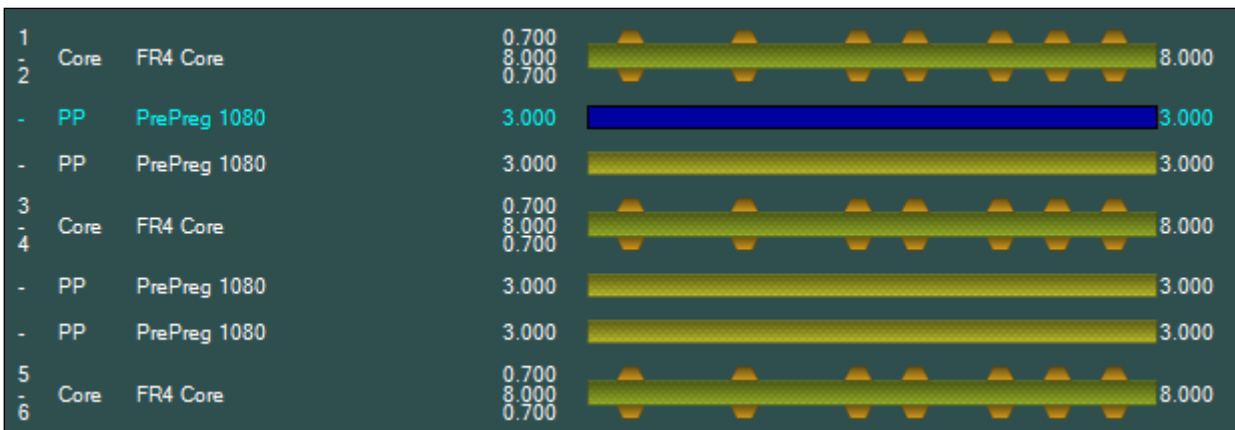 1 - 2 Core FR4 Core 0.700 8.000 0.700 8.000
- PP PrePreg 1080 3.000 3.000
- PP PrePreg 1080 3.000 3.000
3 - 4 Core FR4 Core 0.700 8.000 0.700 8.000
- PP PrePreg 1080 3.000 3.000
- PP PrePreg 1080 3.000 3.000
5 - 6 Core FR4 Core 0.700 8.000 0.700 8.000